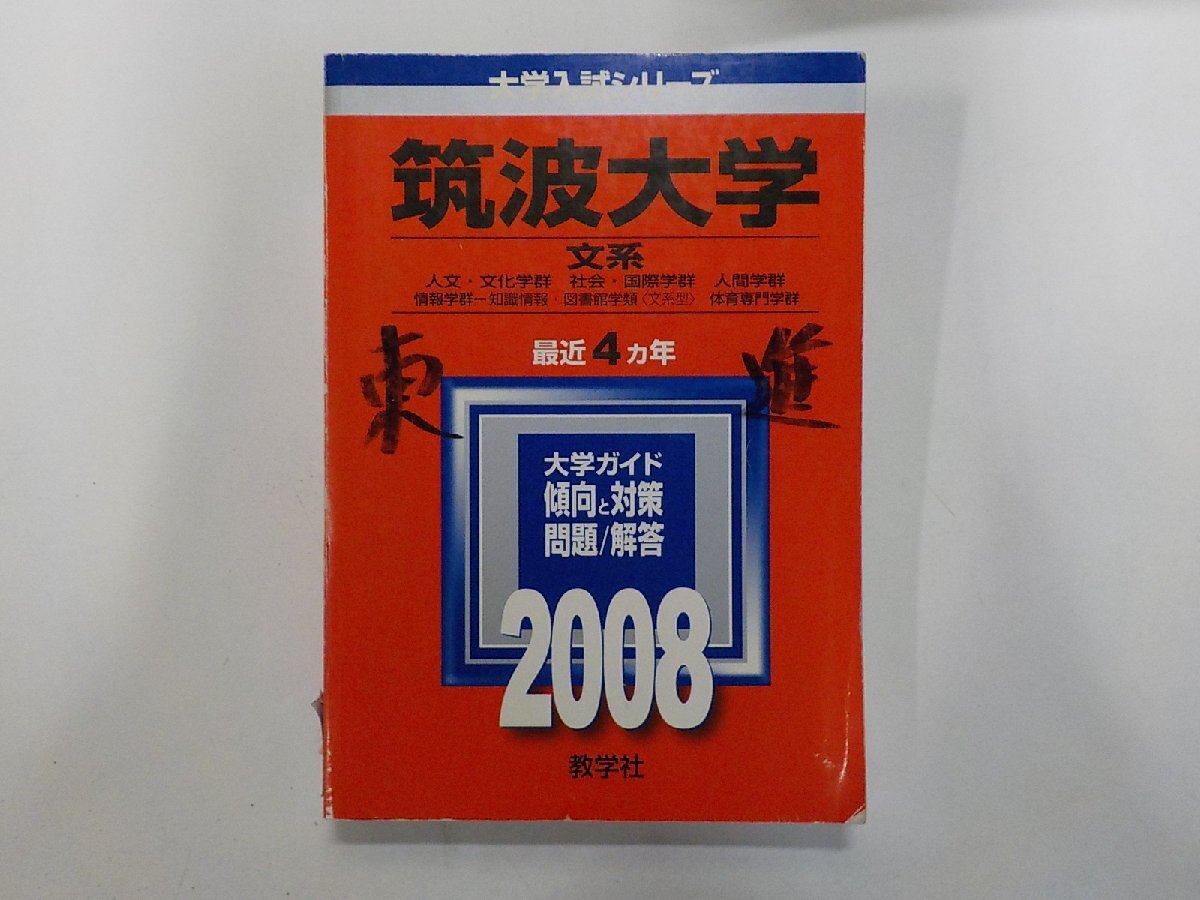 大学入試シリーズ
筑波大学
文系
人文・文化学群 社会・国際学群 人間学群
情報学群ー知識情報・図書館学類〈文系型〉 体育専門学群
最近4ヵ年
東 進
大学ガイド
傾向と対策
問題/解答
2008
教学社